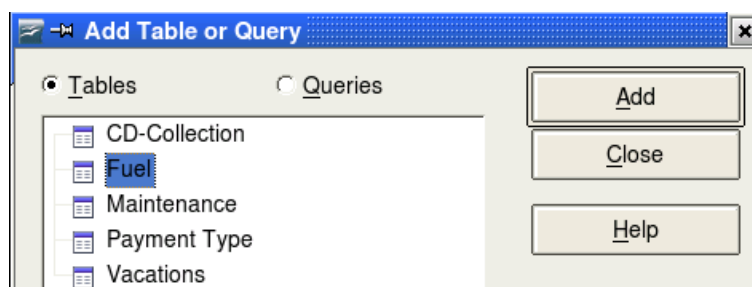 Add Table or Query
Tables
Queries
Add
CD-Collection
Close
Fuel
Maintenance
Help
Payment Type
Vacations